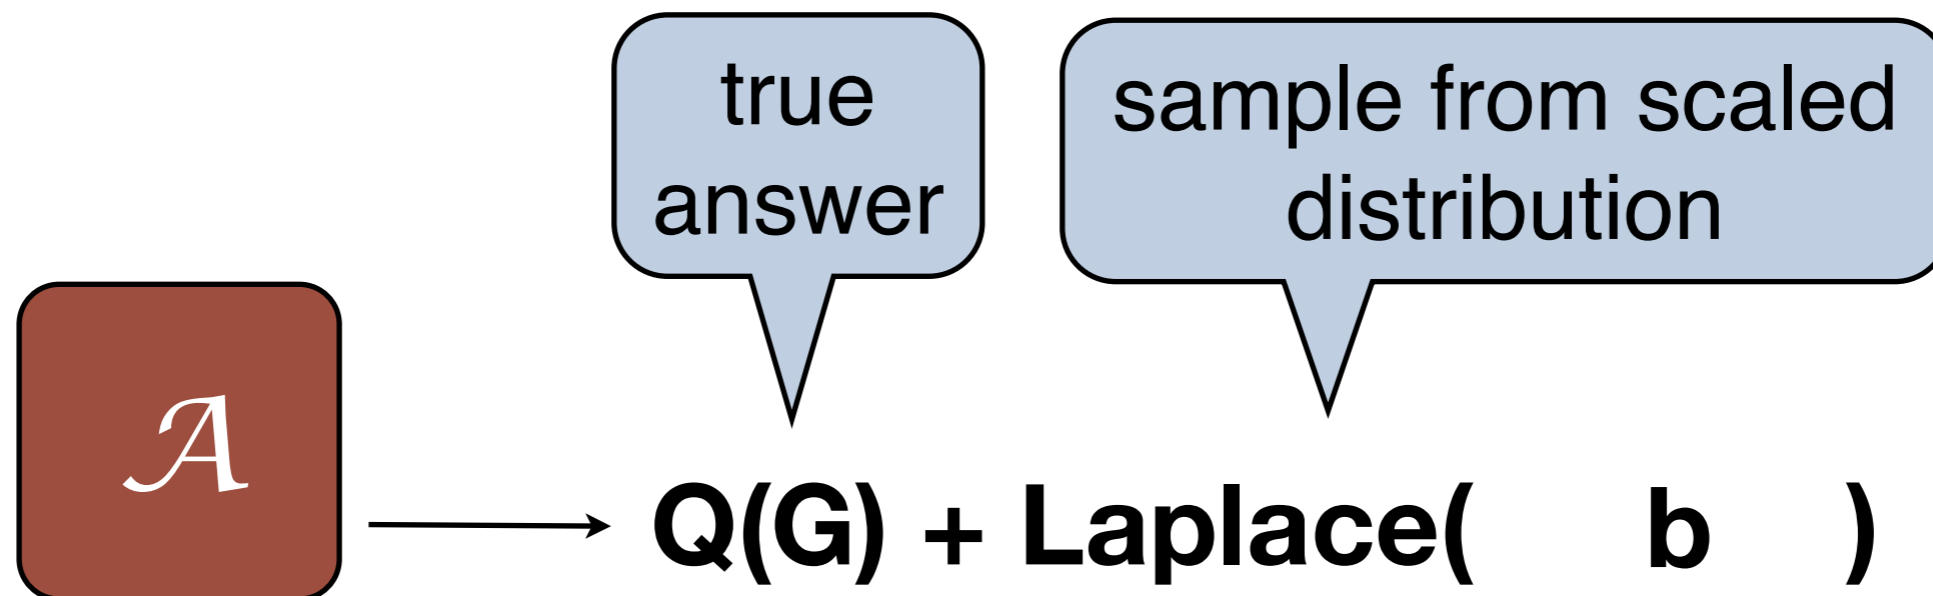 true
answer
sample from scaled
distribution
𝒜
Q(G) + Laplace( b )